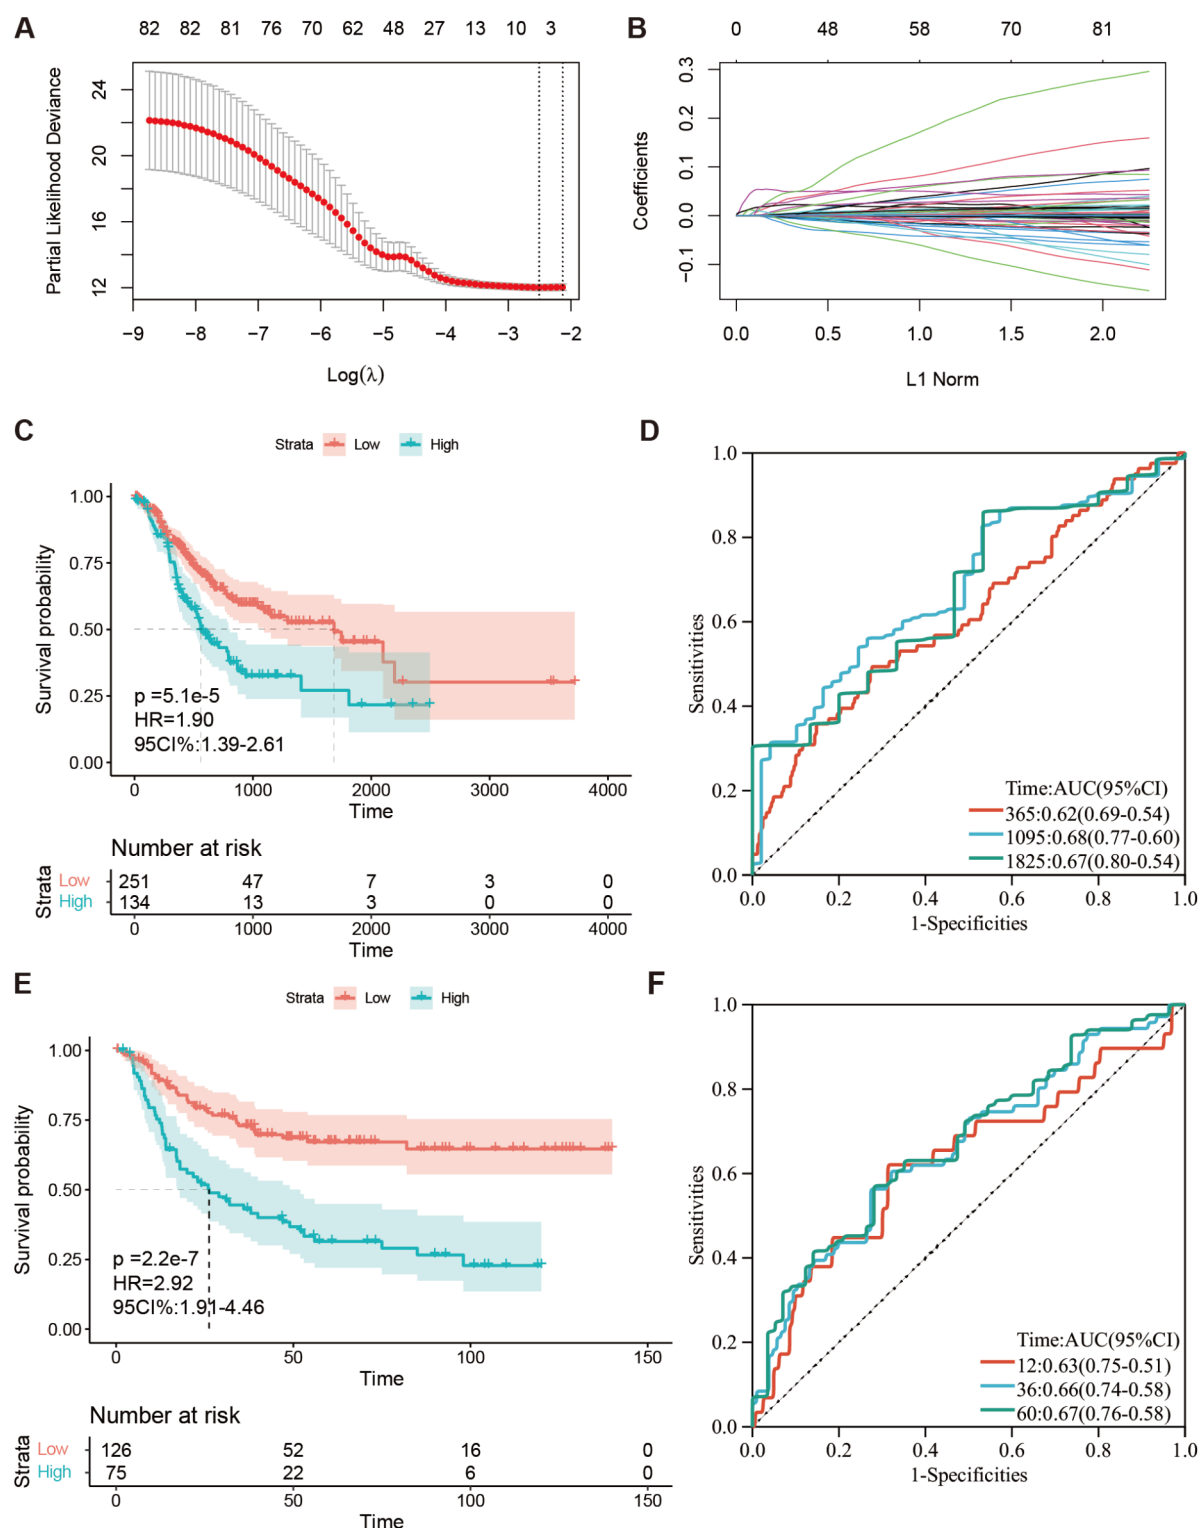 A
82 82 81 76 70 62 48 27 13 10 3
Partial Likelihood Deviance
24
20
16
12
−9 −8 −7 −6 −5 −4 −3 −2
Log(λ)
B
0 48 58 70 81
Coefficients
0.3
0.2
0.1
0.0
−0.1
0.0 0.5 1.0 1.5 2.0
L1 Norm
C
Strata Low High
Survival probability
1.00
0.75
0.50
0.25
0.00
p =5.1e-5
HR=1.90
95CI%:1.39-2.61
0 1000 2000 3000 4000
Time
Number at risk
Strata
Low 251 47 7 3 0
High 134 13 3 0 0
0 1000 2000 3000 4000
Time
D
Sensitivities
1.0
0.8
0.6
0.4
0.2
0.0
Time:AUC(95%CI)
365:0.62(0.69-0.54)
1095:0.68(0.77-0.60)
1825:0.67(0.80-0.54)
0.0 0.2 0.4 0.6 0.8 1.0
1-Specificities
E
Strata Low High
Survival probability
1.00
0.75
0.50
0.25
0.00
p =2.2e-7
HR=2.92
95CI%:1.91-4.46
0 50 100 150
Time
Number at risk
Strata
Low 126 52 16 0
High 75 22 6 0
0 50 100 150
Time
F
Sensitivities
1.0
0.8
0.6
0.4
0.2
0.0
Time:AUC(95%CI)
12:0.63(0.75-0.51)
36:0.66(0.74-0.58)
60:0.67(0.76-0.58)
0.0 0.2 0.4 0.6 0.8 1.0
1-Specificities